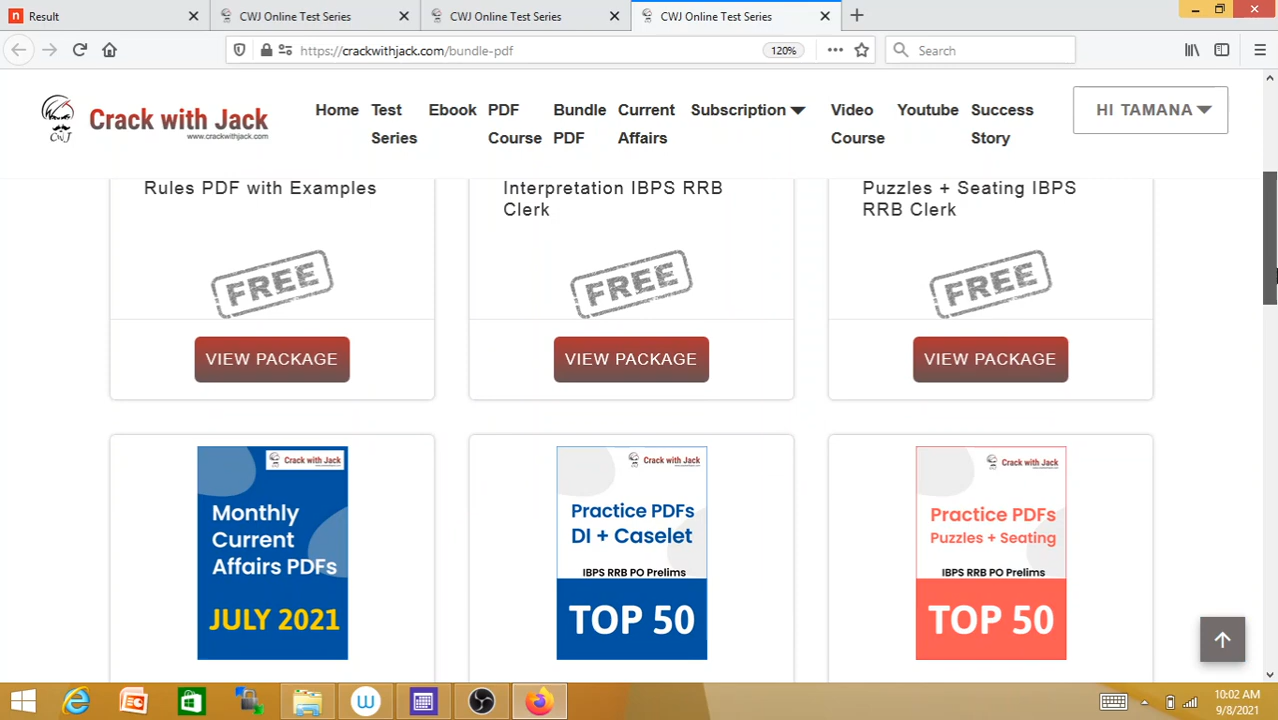 Result
CWJ Online Test Series
CWJ Online Test Series
CWJ Online Test Series
https://crackwithjack.com/bundle-pdf
120%
Search
CWJ
Crack with Jack
www.crackwithjack.com
Home
Test Series
Ebook
PDF Course
Bundle PDF
Current Affairs
Subscription
Video Course
Youtube
Success Story
HI TAMANA
Rules PDF with Examples
Interpretation IBPS RRB
Clerk
Puzzles + Seating IBPS
RRB Clerk
FREE
FREE
FREE
VIEW PACKAGE
VIEW PACKAGE
VIEW PACKAGE
Crack with Jack
Monthly
Current
Affairs PDFs
JULY 2021
Crack with Jack
Practice PDFs
DI + Caselet
IBPS RRB PO Prelims
TOP 50
Crack with Jack
Practice PDFs
Puzzles + Seating
IBPS RRB PO Prelims
TOP 50
10:02 AM
9/8/2021